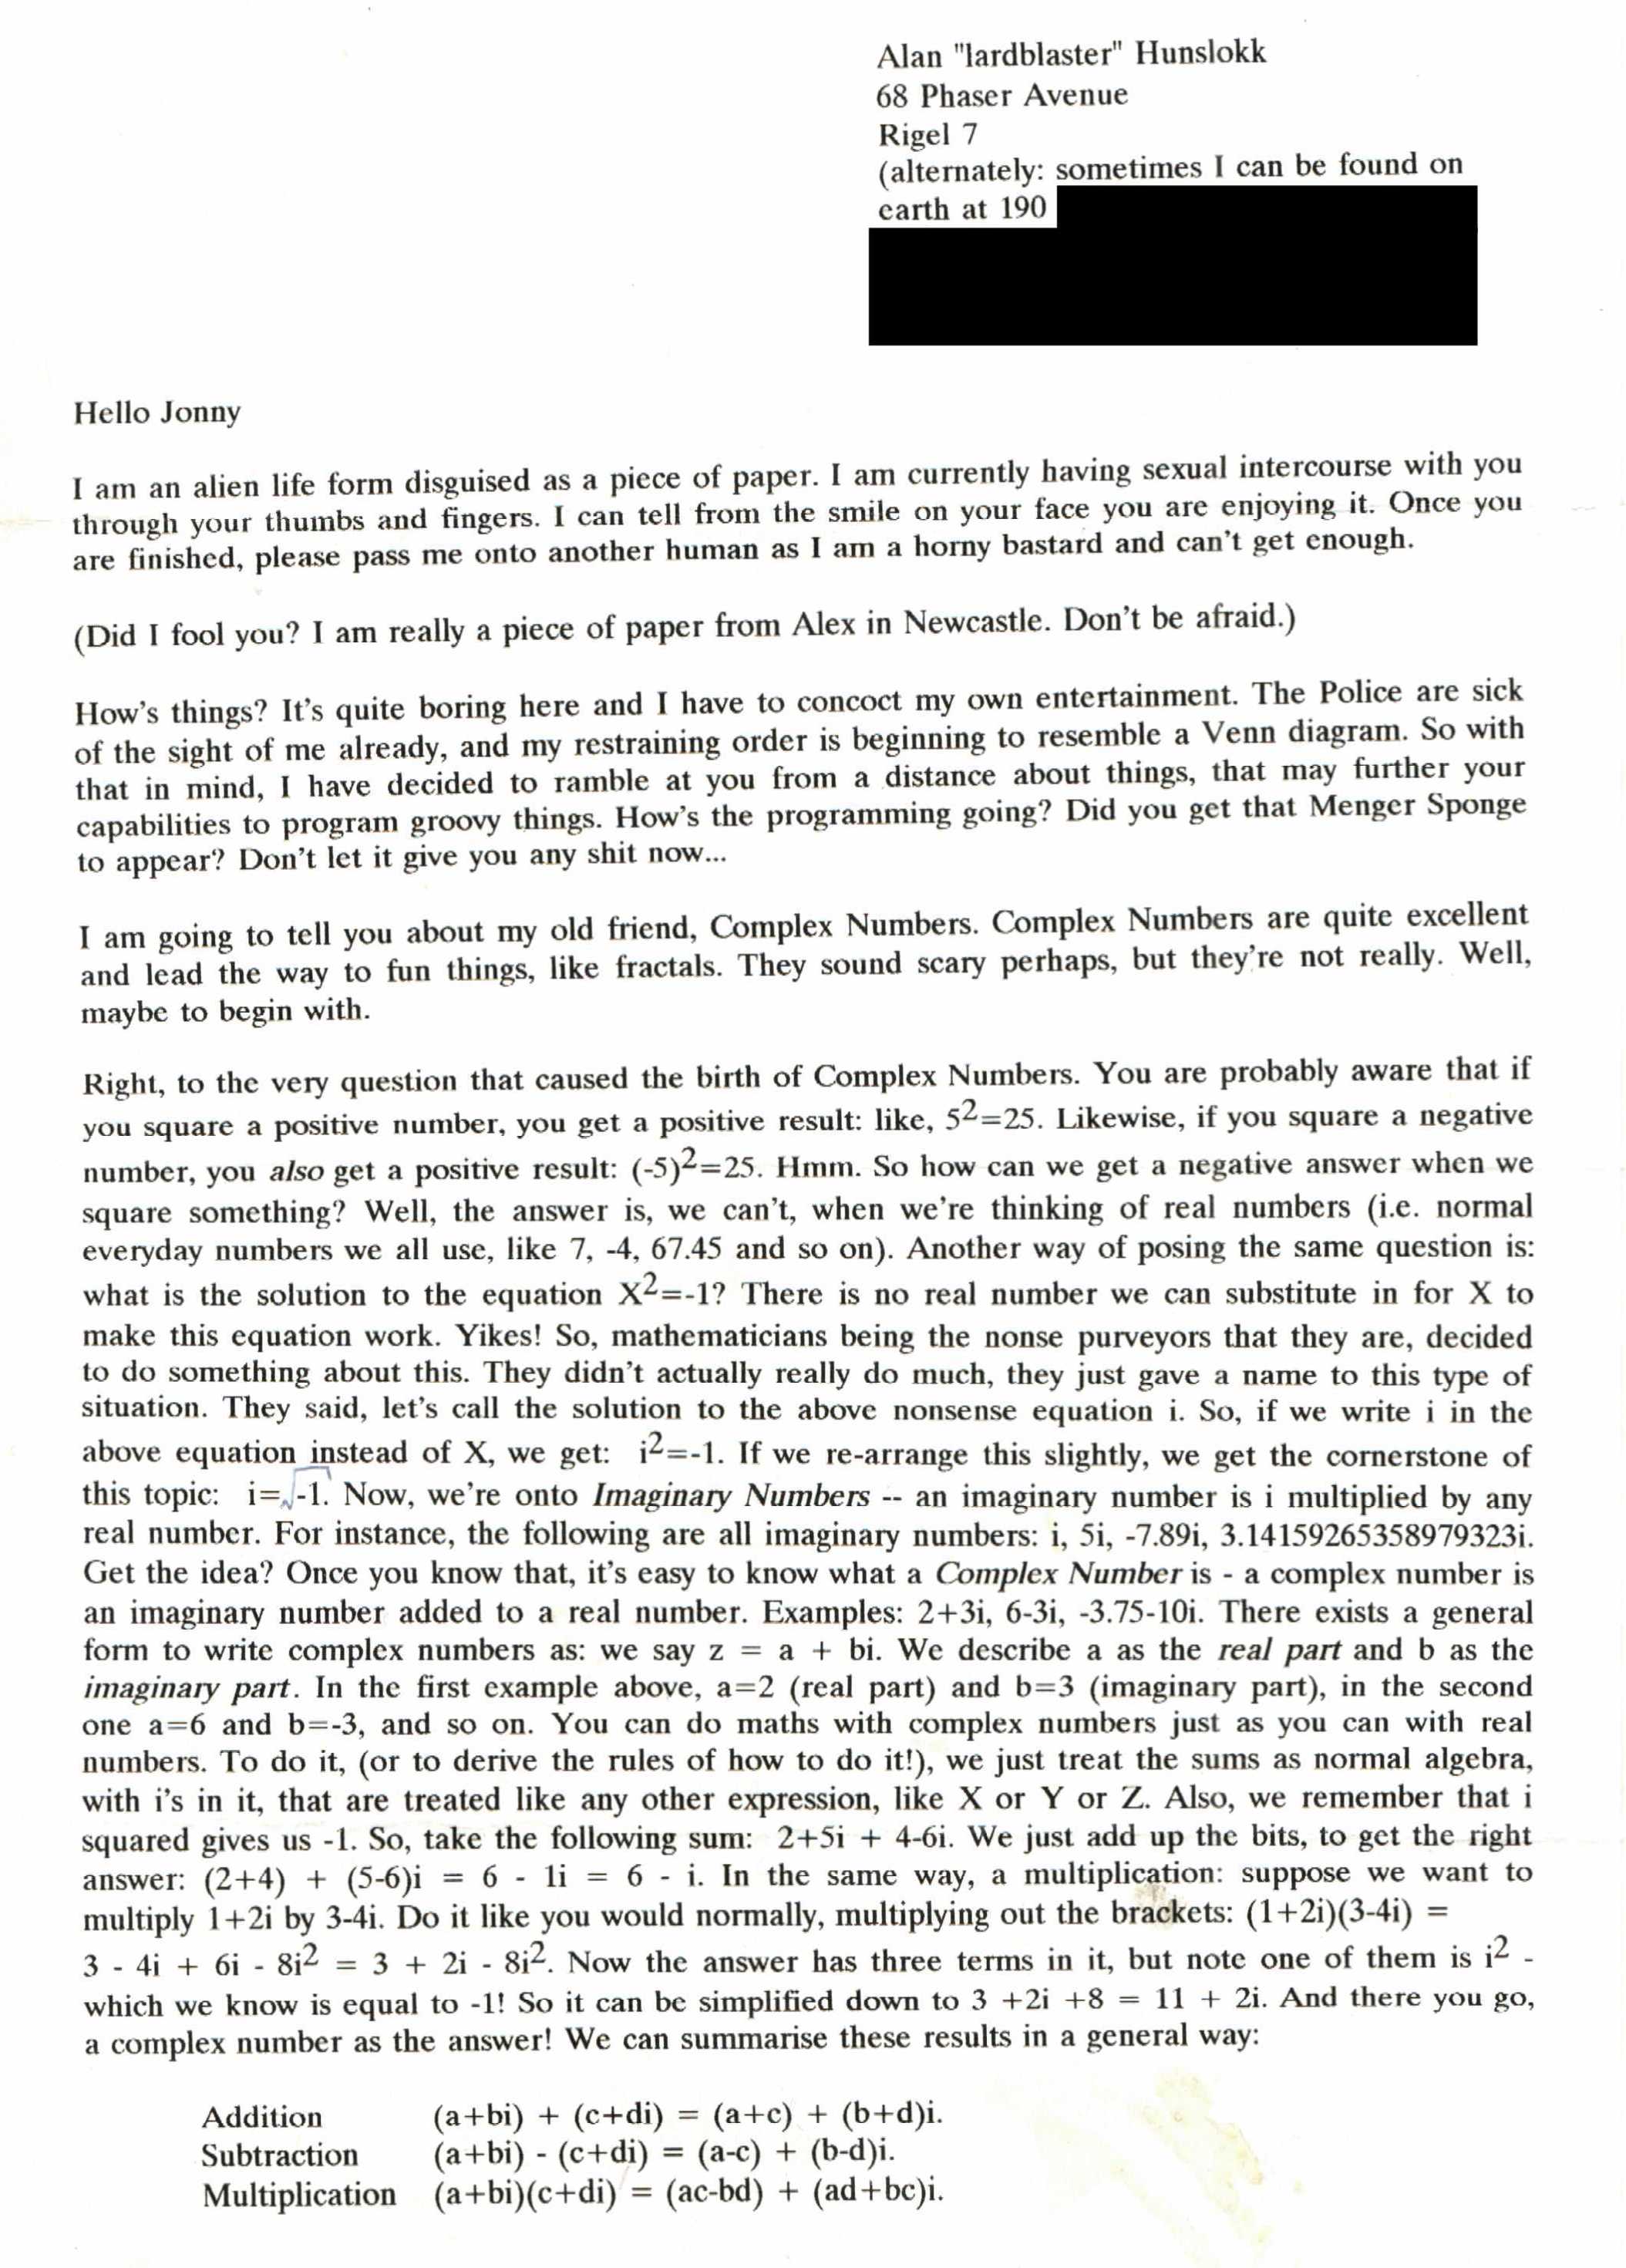 Alan "lardblaster" Hunslokk
68 Phaser Avenue
Rigel 7
(alternately: sometimes I can be found on
earth at 190
Hello Jonny
I am an alien life form disguised as a piece of paper. I am currently having sexual intercourse with you
through your thumbs and fingers. I can tell from the smile on your face you are enjoying it. Once you
are finished, please pass me onto another human as I am a horny bastard and can't get enough.
(Did I fool you? I am really a piece of paper from Alex in Newcastle. Don't be afraid.)
How's things? It's quite boring here and I have to concoct my own entertainment. The Police are sick
of the sight of me already, and my restraining order is beginning to resemble a Venn diagram. So with
that in mind, I have decided to ramble at you from a distance about things, that may further your
capabilities to program groovy things. How's the programming going? Did you get that Menger Sponge
to appear? Don't let it give you any shit now...
I am going to tell you about my old friend, Complex Numbers. Complex Numbers are quite excellent
and lead the way to fun things, like fractals. They sound scary perhaps, but they're not really. Well,
maybe to begin with.
Right, to the very question that caused the birth of Complex Numbers. You are probably aware that if
you square a positive number, you get a positive result: like, 5²=25. Likewise, if you square a negative
number, you also get a positive result: (-5)²=25. Hmm. So how can we get a negative answer when we
square something? Well, the answer is, we can't, when we're thinking of real numbers (i.e. normal
everyday numbers we all use, like 7, -4, 67.45 and so on). Another way of posing the same question is:
what is the solution to the equation X²=-1? There is no real number we can substitute in for X to
make this equation work. Yikes! So, mathematicians being the nonse purveyors that they are, decided
to do something about this. They didn't actually really do much, they just gave a name to this type of
situation. They said, let's call the solution to the above nonsense equation i. So, if we write i in the
above equation instead of X, we get: i²=-1. If we re-arrange this slightly, we get the cornerstone of
this topic: i=√-1. Now, we're onto Imaginary Numbers -- an imaginary number is i multiplied by any
real number. For instance, the following are all imaginary numbers: i, 5i, -7.89i, 3.14159265358979323i.
Get the idea? Once you know that, it's easy to know what a Complex Number is - a complex number is
an imaginary number added to a real number. Examples: 2+3i, 6-3i, -3.75-10i. There exists a general
form to write complex numbers as: we say z = a + bi. We describe a as the real part and b as the
imaginary part. In the first example above, a=2 (real part) and b=3 (imaginary part), in the second
one a=6 and b=-3, and so on. You can do maths with complex numbers just as you can with real
numbers. To do it, (or to derive the rules of how to do it!), we just treat the sums as normal algebra,
with i's in it, that are treated like any other expression, like X or Y or Z. Also, we remember that i
squared gives us -1. So, take the following sum: 2+5i + 4-6i. We just add up the bits, to get the right
answer: (2+4) + (5-6)i = 6 - 1i = 6 - i. In the same way, a multiplication: suppose we want to
multiply 1+2i by 3-4i. Do it like you would normally, multiplying out the brackets: (1+2i)(3-4i) =
3 - 4i + 6i - 8i² = 3 + 2i - 8i². Now the answer has three terms in it, but note one of them is i² -
which we know is equal to -1! So it can be simplified down to 3 +2i +8 = 11 + 2i. And there you go,
a complex number as the answer! We can summarise these results in a general way:
Addition (a+bi) + (c+di) = (a+c) + (b+d)i.
Subtraction (a+bi) - (c+di) = (a-c) + (b-d)i.
Multiplication (a+bi)(c+di) = (ac-bd) + (ad+bc)i.